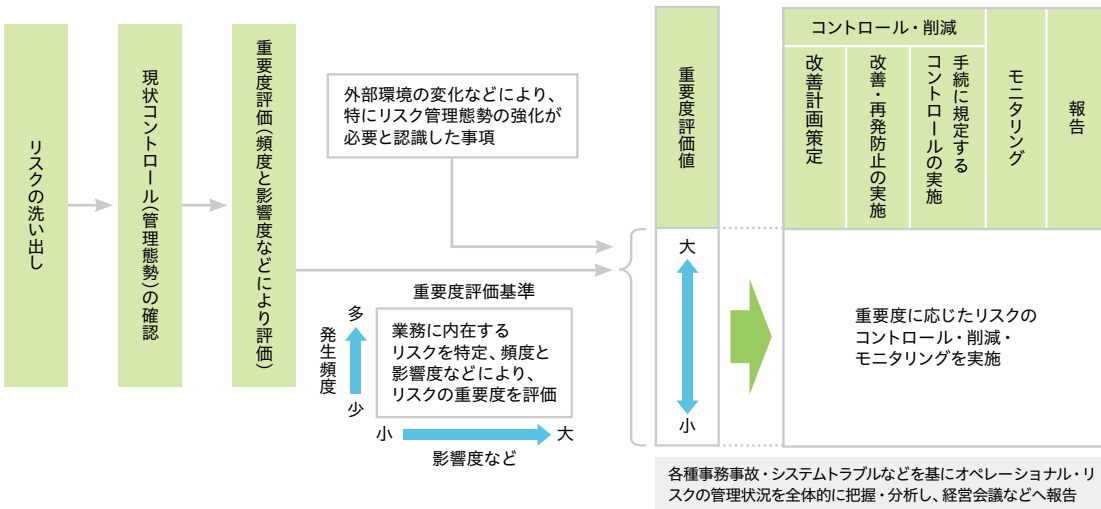 リスクの洗い出し
現状コントロール(管理態勢)の確認
重要度評価(頻度と影響度などにより評価)
外部環境の変化などにより、
特にリスク管理態勢の強化が
必要と認識した事項
重要度評価基準
多
発生頻度
少
業務に内在する
リスクを特定、頻度と
影響度などにより、
リスクの重要度を評価
小
大
影響度など
重要度評価値
大
小
コントロール・削減
改善計画策定
改善・再発防止の実施
手続に規定する
コントロールの実施
モニタリング
報告
重要度に応じたリスクの
コントロール・削減・
モニタリングを実施
各種事務事故・システムトラブルなどを基にオペレーショナル・リ
スクの管理状況を全体的に把握・分析し、経営会議などへ報告